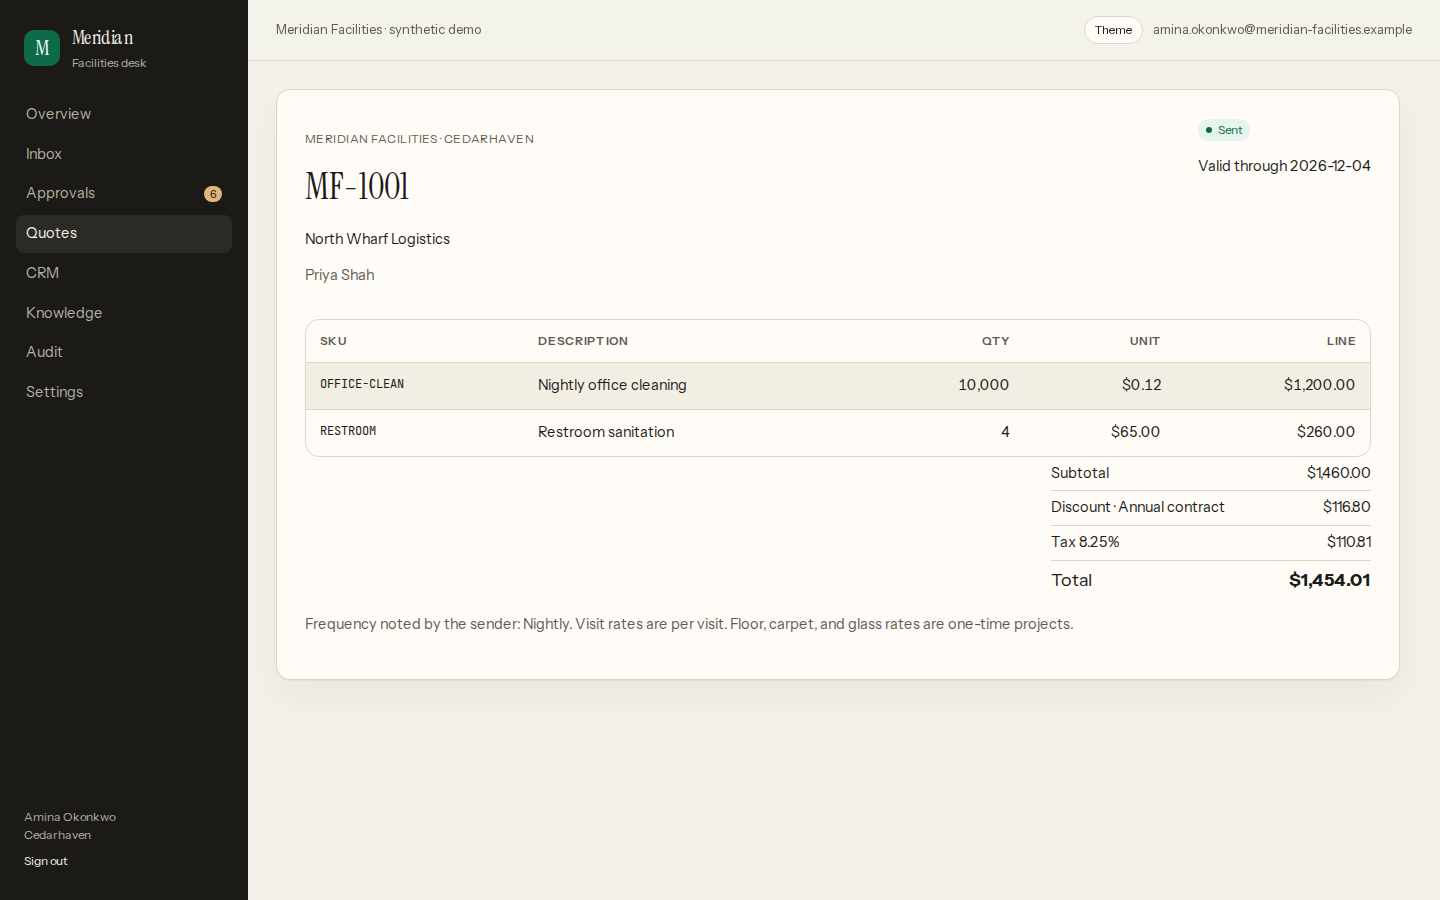 M
Meridian
Facilities desk
Overview
Inbox
Approvals 6
Quotes
CRM
Knowledge
Audit
Settings
Amina Okonkwo
Cedarhaven
Sign out
Meridian Facilities · synthetic demo
Theme amina.okonkwo@meridian-facilities.example
MERIDIAN FACILITIES · CEDARHAVEN
MF-1001
North Wharf Logistics
Priya Shah
Sent
Valid through 2026-12-04
SKU DESCRIPTION QTY UNIT LINE
OFFICE-CLEAN Nightly office cleaning 10,000 $0.12 $1,200.00
RESTROOM Restroom sanitation 4 $65.00 $260.00
Subtotal $1,460.00
Discount · Annual contract $116.80
Tax 8.25% $110.81
Total $1,454.01
Frequency noted by the sender: Nightly. Visit rates are per visit. Floor, carpet, and glass rates are one-time projects.